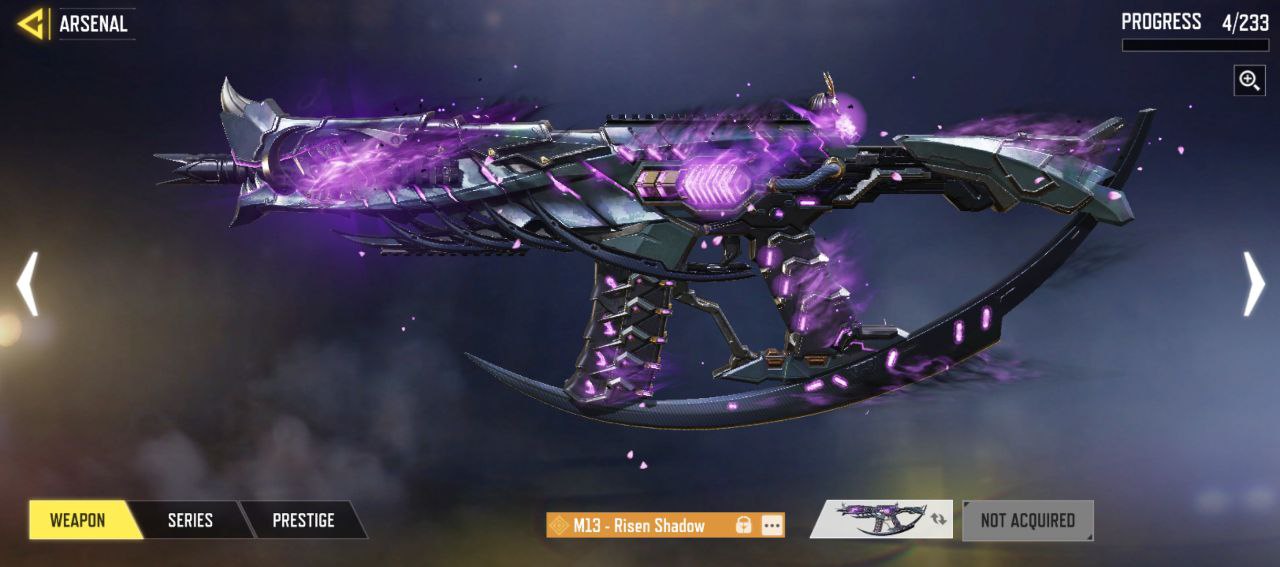 ARSENAL
PROGRESS 4/233
WEAPON
SERIES
PRESTIGE
M13 - Risen Shadow
NOT ACQUIRED